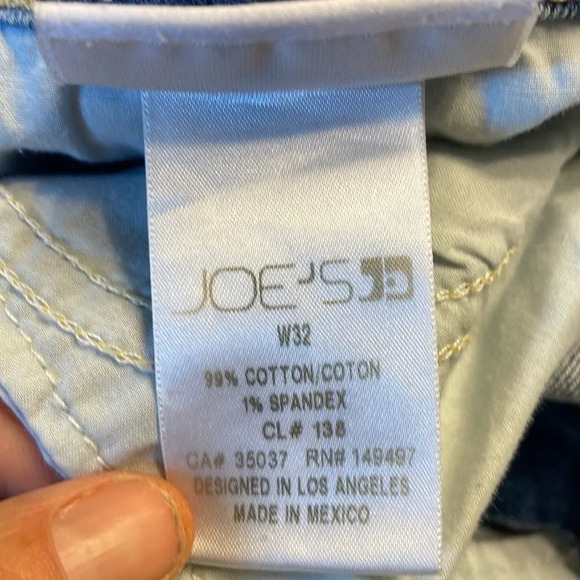 JOE'S
W32
99% COTTON/COTON
1% SPANDEX
CL# 138
CA# 35037 RN# 149497
DESIGNED IN LOS ANGELES
MADE IN MEXICO